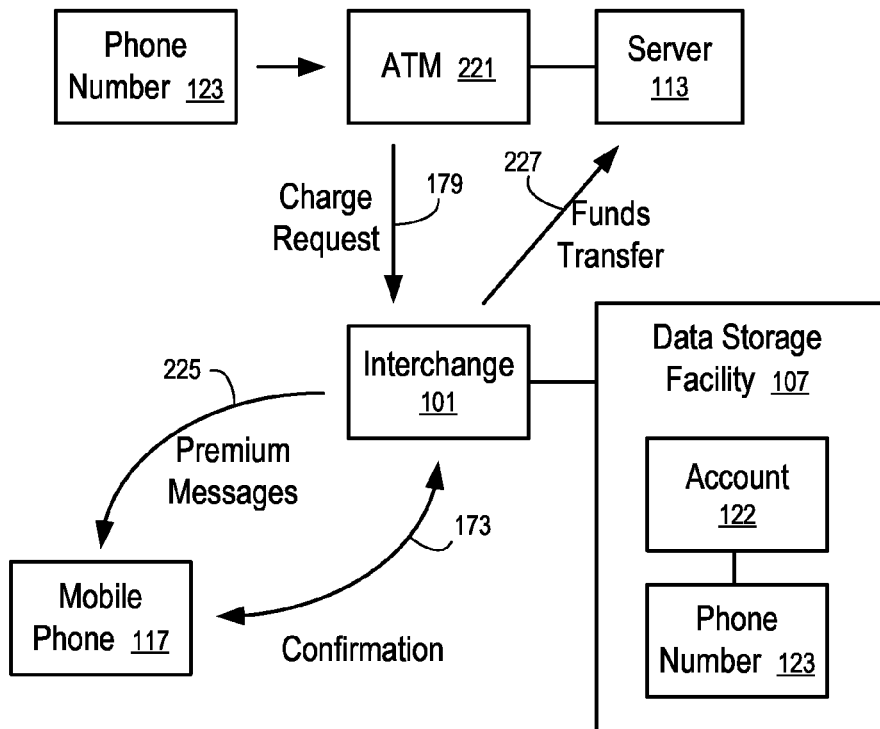 Phone
Number 123
ATM 221
Server
113
Charge
Request
179
227
Funds
Transfer
Interchange
101
Data Storage
Facility 107
225
Premium
Messages
Account
122
173
Mobile
Phone 117
Confirmation
Phone
Number 123